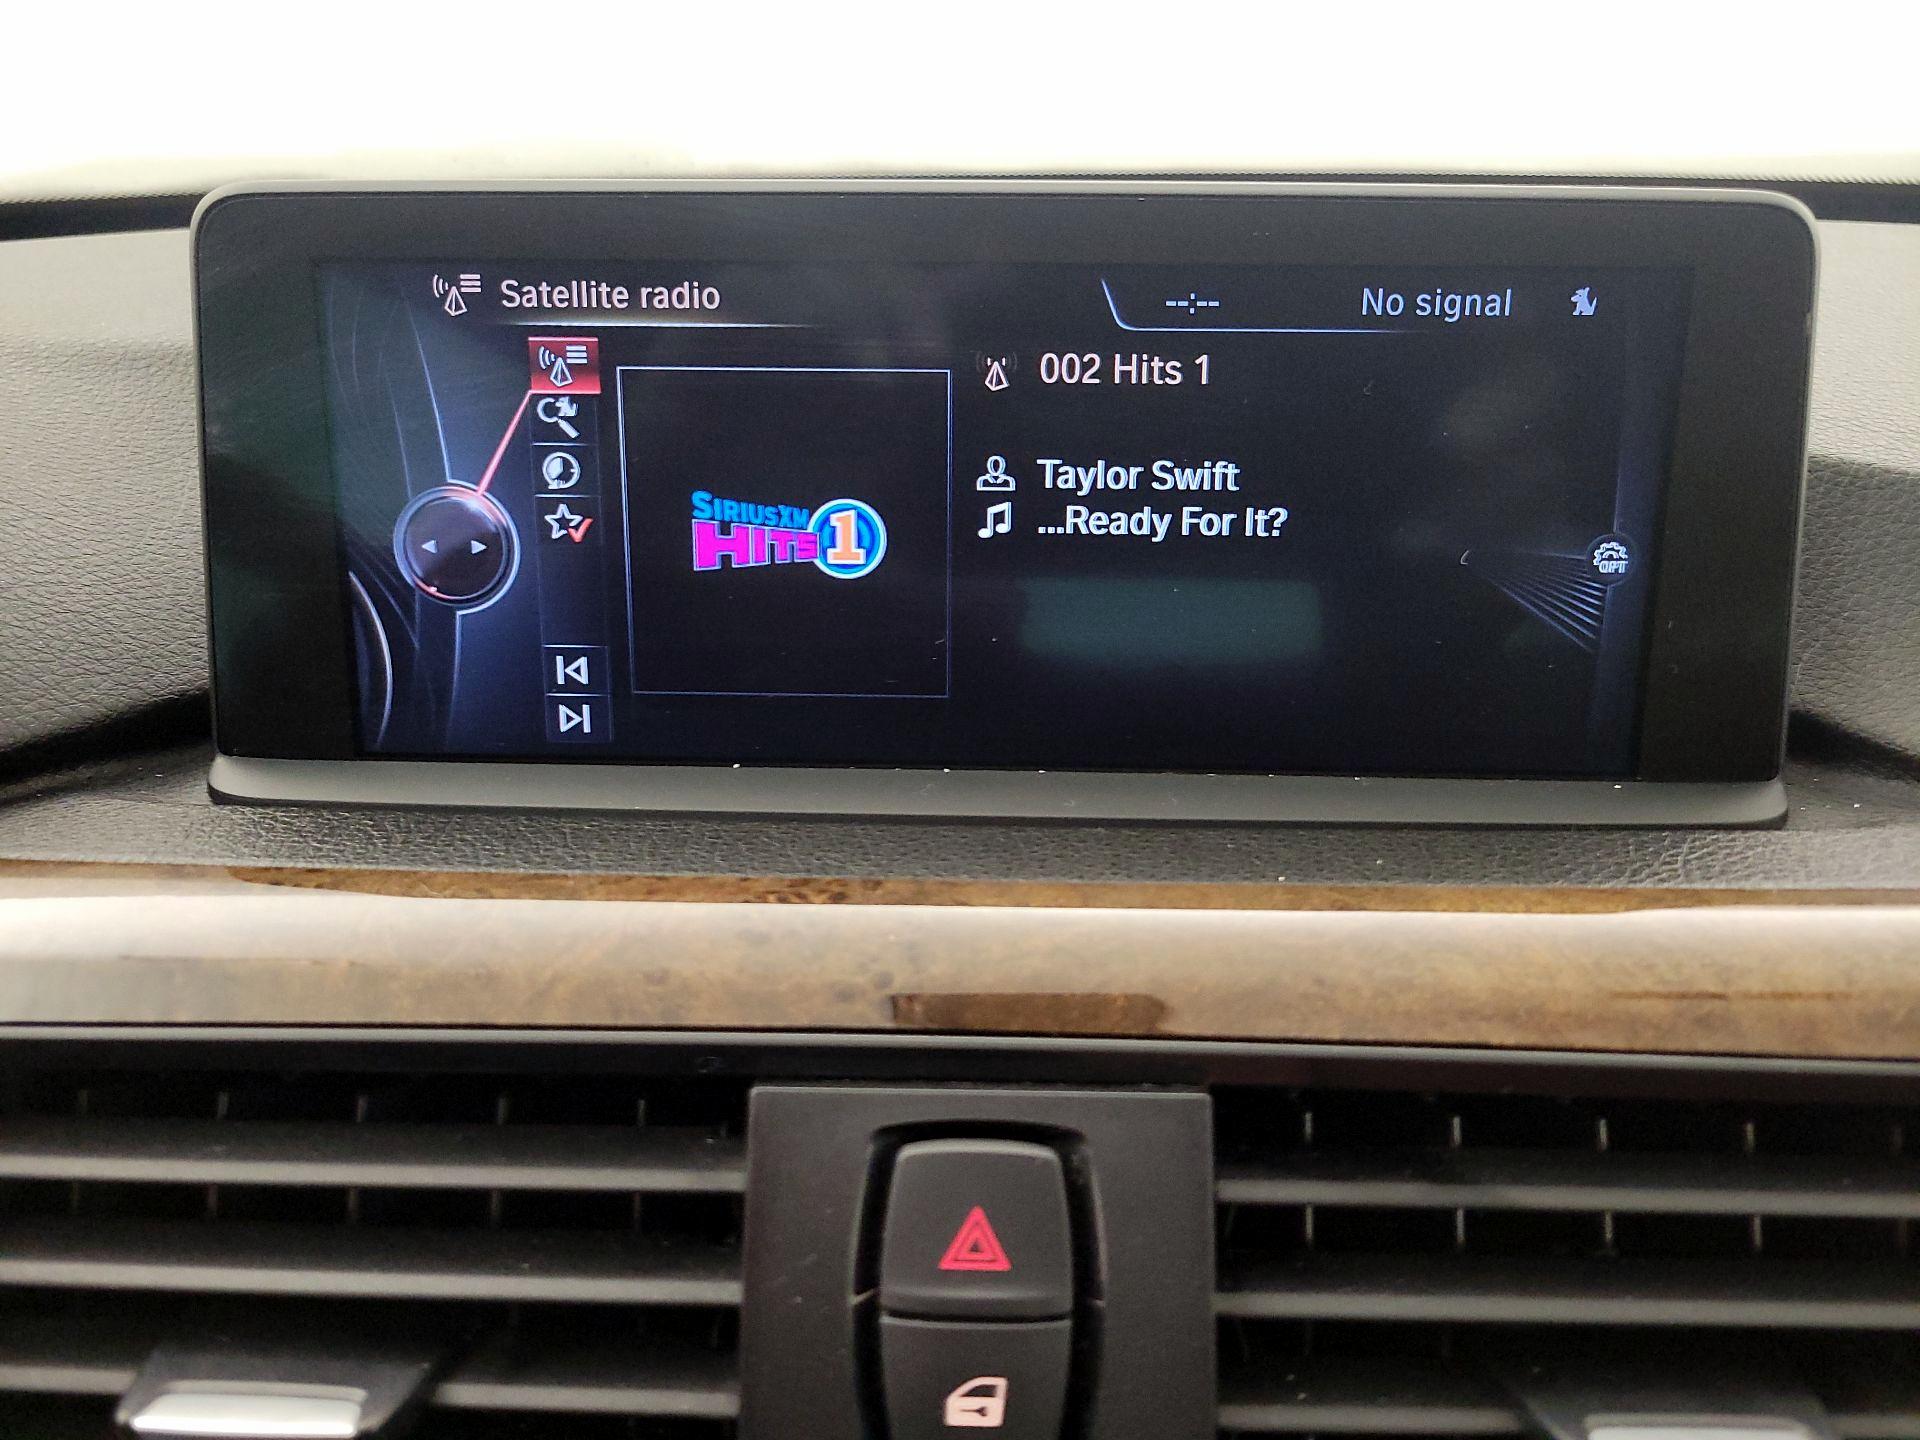 Satellite radio
--:--
No signal
002 Hits 1
Taylor Swift
...Ready For It?
SIRIUSXM
HITS 1
OPT